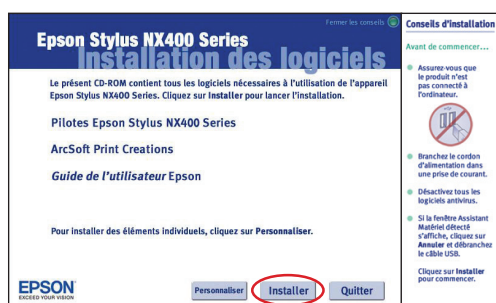 Fermer les conseils
Epson Stylus NX400 Series
Installation des logiciels
Le présent CD-ROM contient tous les logiciels nécessaires à l'utilisation de l'appareil
Epson Stylus NX400 Series. Cliquez sur Installer pour lancer l'installation.
Pilotes Epson Stylus NX400 Series
ArcSoft Print Creations
Guide de l'utilisateur Epson
Pour installer des éléments individuels, cliquez sur Personnaliser.
EPSON
EXCEED YOUR VISION
Personnaliser
Installer
Quitter
Conseils d'installation
Avant de commencer...
Assurez-vous que
le produit n'est
pas connecté à
l'ordinateur.
Branchez le cordon
d'alimentation dans
une prise de courant.
Désactivez tous les
logiciels antivirus.
Si la fenêtre Assistant
Matériel détecté
s'affiche, cliquez sur
Annuler et débranchez
le câble USB.
Cliquez sur Installer
pour commencer.